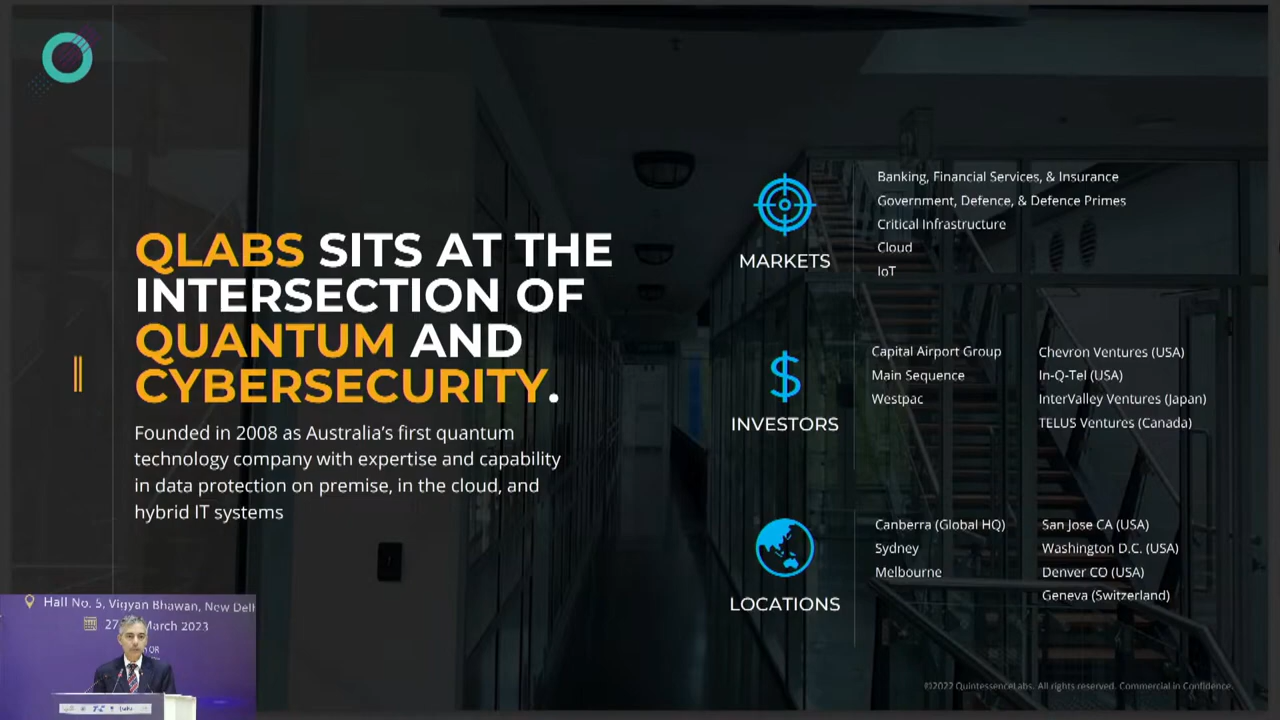 QLABS SITS AT THE
INTERSECTION OF
QUANTUM AND
CYBERSECURITY.
Founded in 2008 as Australia's first quantum
technology company with expertise and capability
in data protection on premise, in the cloud, and
hybrid IT systems
MARKETS
Banking, Financial Services, & Insurance
Government, Defence, & Defence Primes
Critical Infrastructure
Cloud
IoT
INVESTORS
Capital Airport Group
Main Sequence
Westpac
Chevron Ventures (USA)
In-Q-Tel (USA)
InterValley Ventures (Japan)
TELUS Ventures (Canada)
LOCATIONS
Canberra (Global HQ)
Sydney
Melbourne
San Jose CA (USA)
Washington D.C. (USA)
Denver CO (USA)
Geneva (Switzerland)
©2022 QuintessenceLabs. All rights reserved. Commercial in Confidence.
Hall No. 5, Vigyan Bhawan, New Delh
27 March 2023